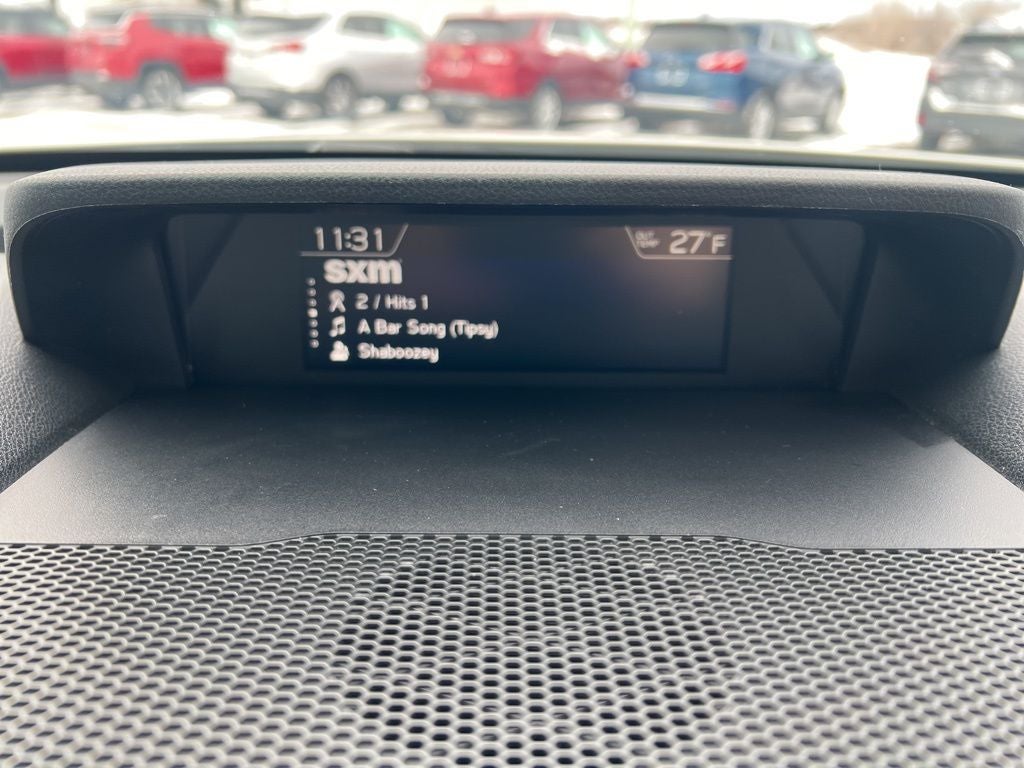 11:31
OUT TEMP 27°F
sxm
2 / Hits 1
A Bar Song (Tipsy)
Shaboozey